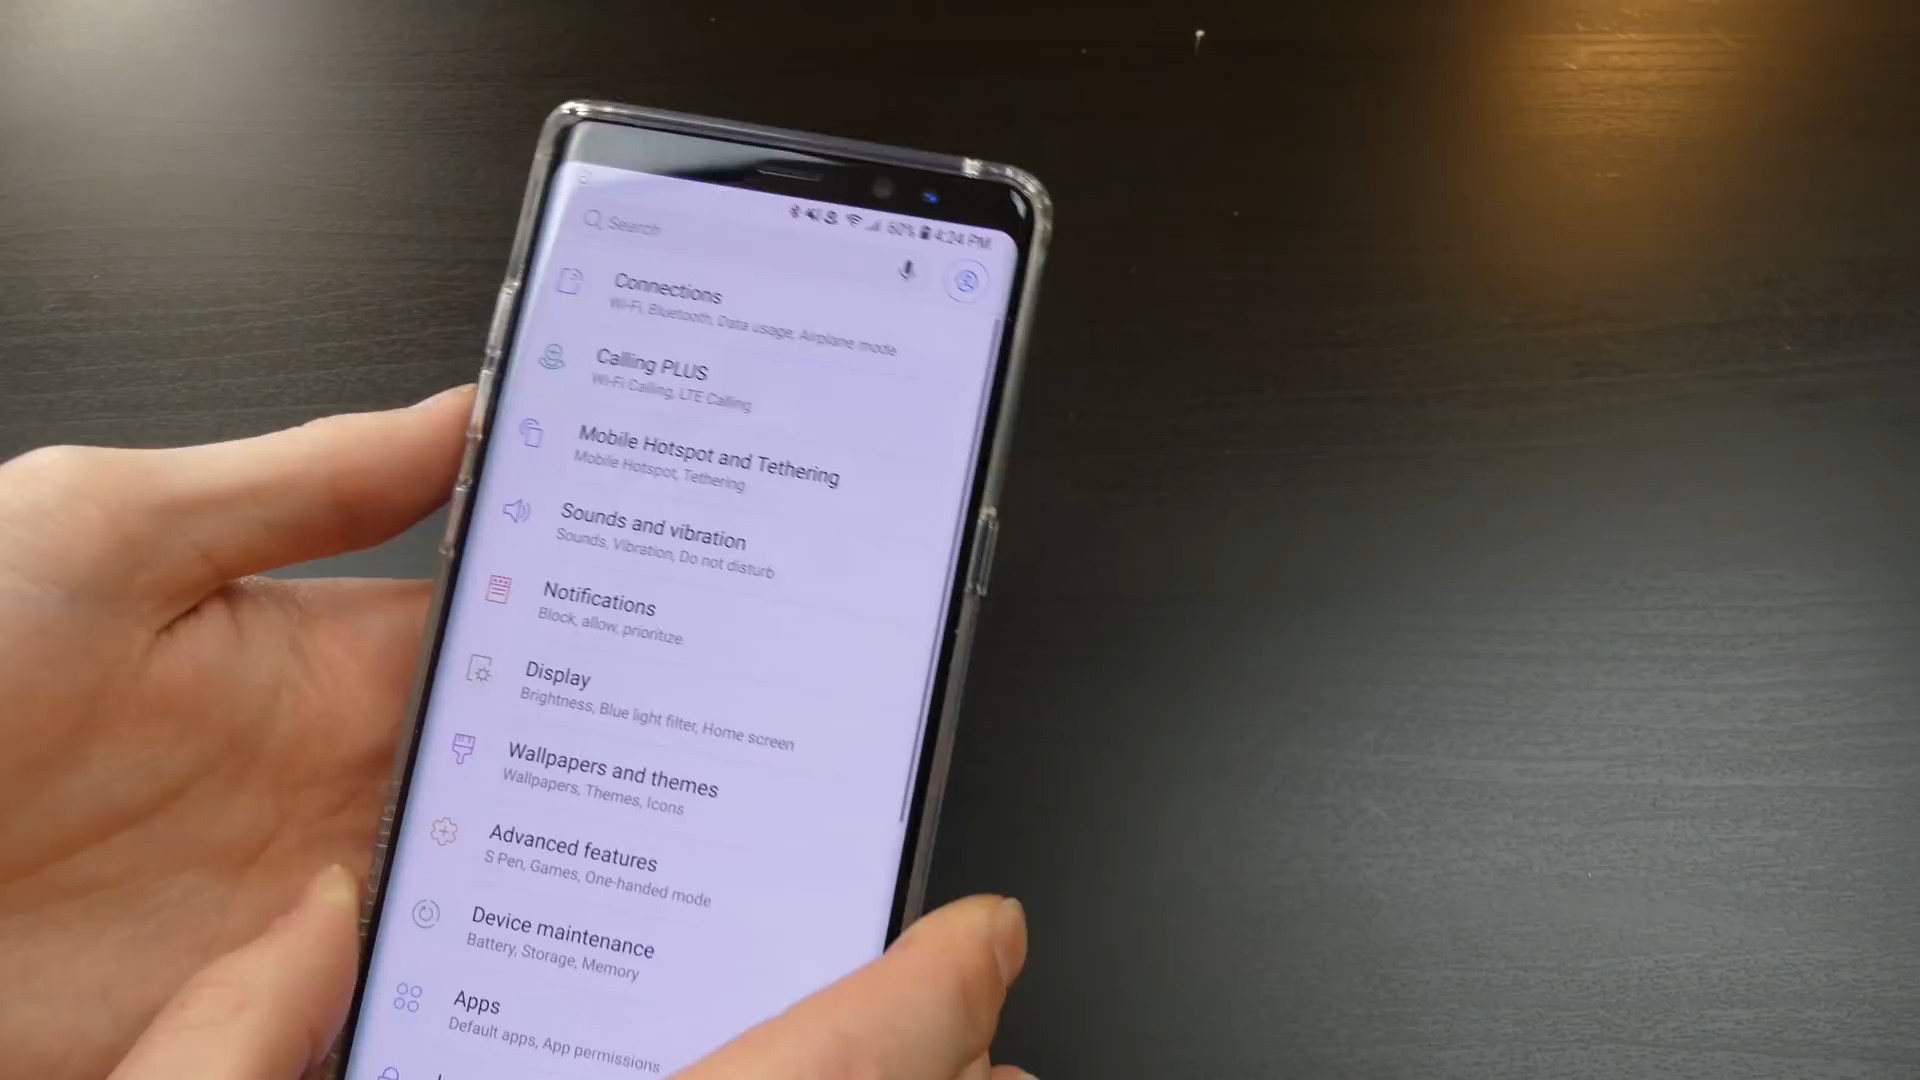 60% 4:24 PM
Search
Connections
Wi-Fi, Bluetooth, Data usage, Airplane mode
Calling PLUS
Wi-Fi Calling, LTE Calling
Mobile Hotspot and Tethering
Mobile Hotspot, Tethering
Sounds and vibration
Sounds, Vibration, Do not disturb
Notifications
Block, allow, prioritize
Display
Brightness, Blue light filter, Home screen
Wallpapers and themes
Wallpapers, Themes, Icons
Advanced features
S Pen, Games, One-handed mode
Device maintenance
Battery, Storage, Memory
Apps
Default apps, App permissions